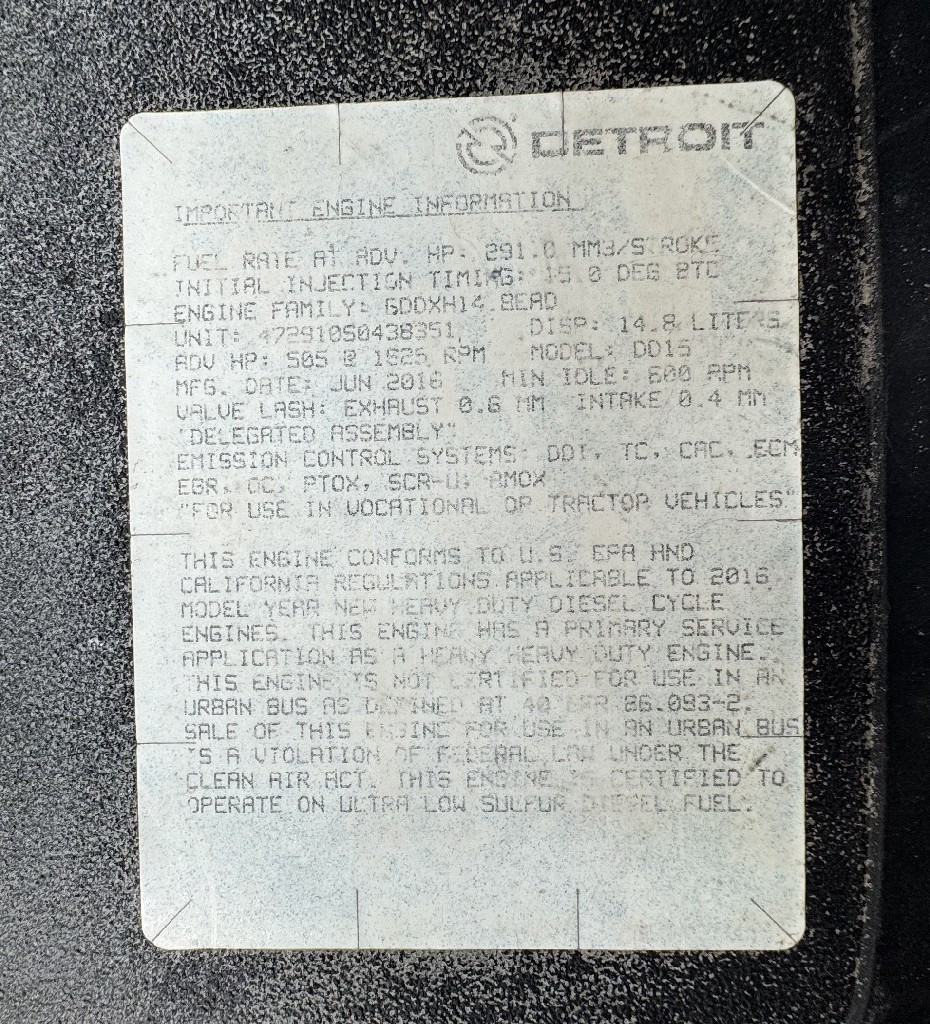 DETROIT
IMPORTANT ENGINE INFORMATION
FUEL RATE AT ADV. HP: 291.0 MM3/STROKE
INITIAL INJECTION TIMING: 15.0 DEG BTC
ENGINE FAMILY: GDDXH14.8EAD
UNIT: 472910S0438351, DISP: 14.8 LITERS
ADV HP: 505 @ 1625 RPM MODEL: DD15
MFG. DATE: JUN 2016 MIN IDLE: 600 RPM
VALVE LASH: EXHAUST 0.6 MM INTAKE 0.4 MM
"DELEGATED ASSEMBLY"
EMISSION CONTROL SYSTEMS: DDI, TC, CAC, ECM
EGR, OC, PTOX, SCR-U, AMOX
"FOR USE IN VOCATIONAL OR TRACTOR VEHICLES"
THIS ENGINE CONFORMS TO U.S. EPA AND
CALIFORNIA REGULATIONS APPLICABLE TO 2016
MODEL YEAR NEW HEAVY DUTY DIESEL CYCLE
ENGINES. THIS ENGINE HAS A PRIMARY SERVICE
APPLICATION AS A HEAVY HEAVY DUTY ENGINE.
THIS ENGINE IS NOT CERTIFIED FOR USE IN AN
URBAN BUS AS DEFINED AT 40 CFR 86.093-2.
SALE OF THIS ENGINE FOR USE IN AN URBAN BUS
IS A VIOLATION OF FEDERAL LAW UNDER THE
CLEAN AIR ACT. THIS ENGINE IS CERTIFIED TO
OPERATE ON ULTRA LOW SULFUR DIESEL FUEL.